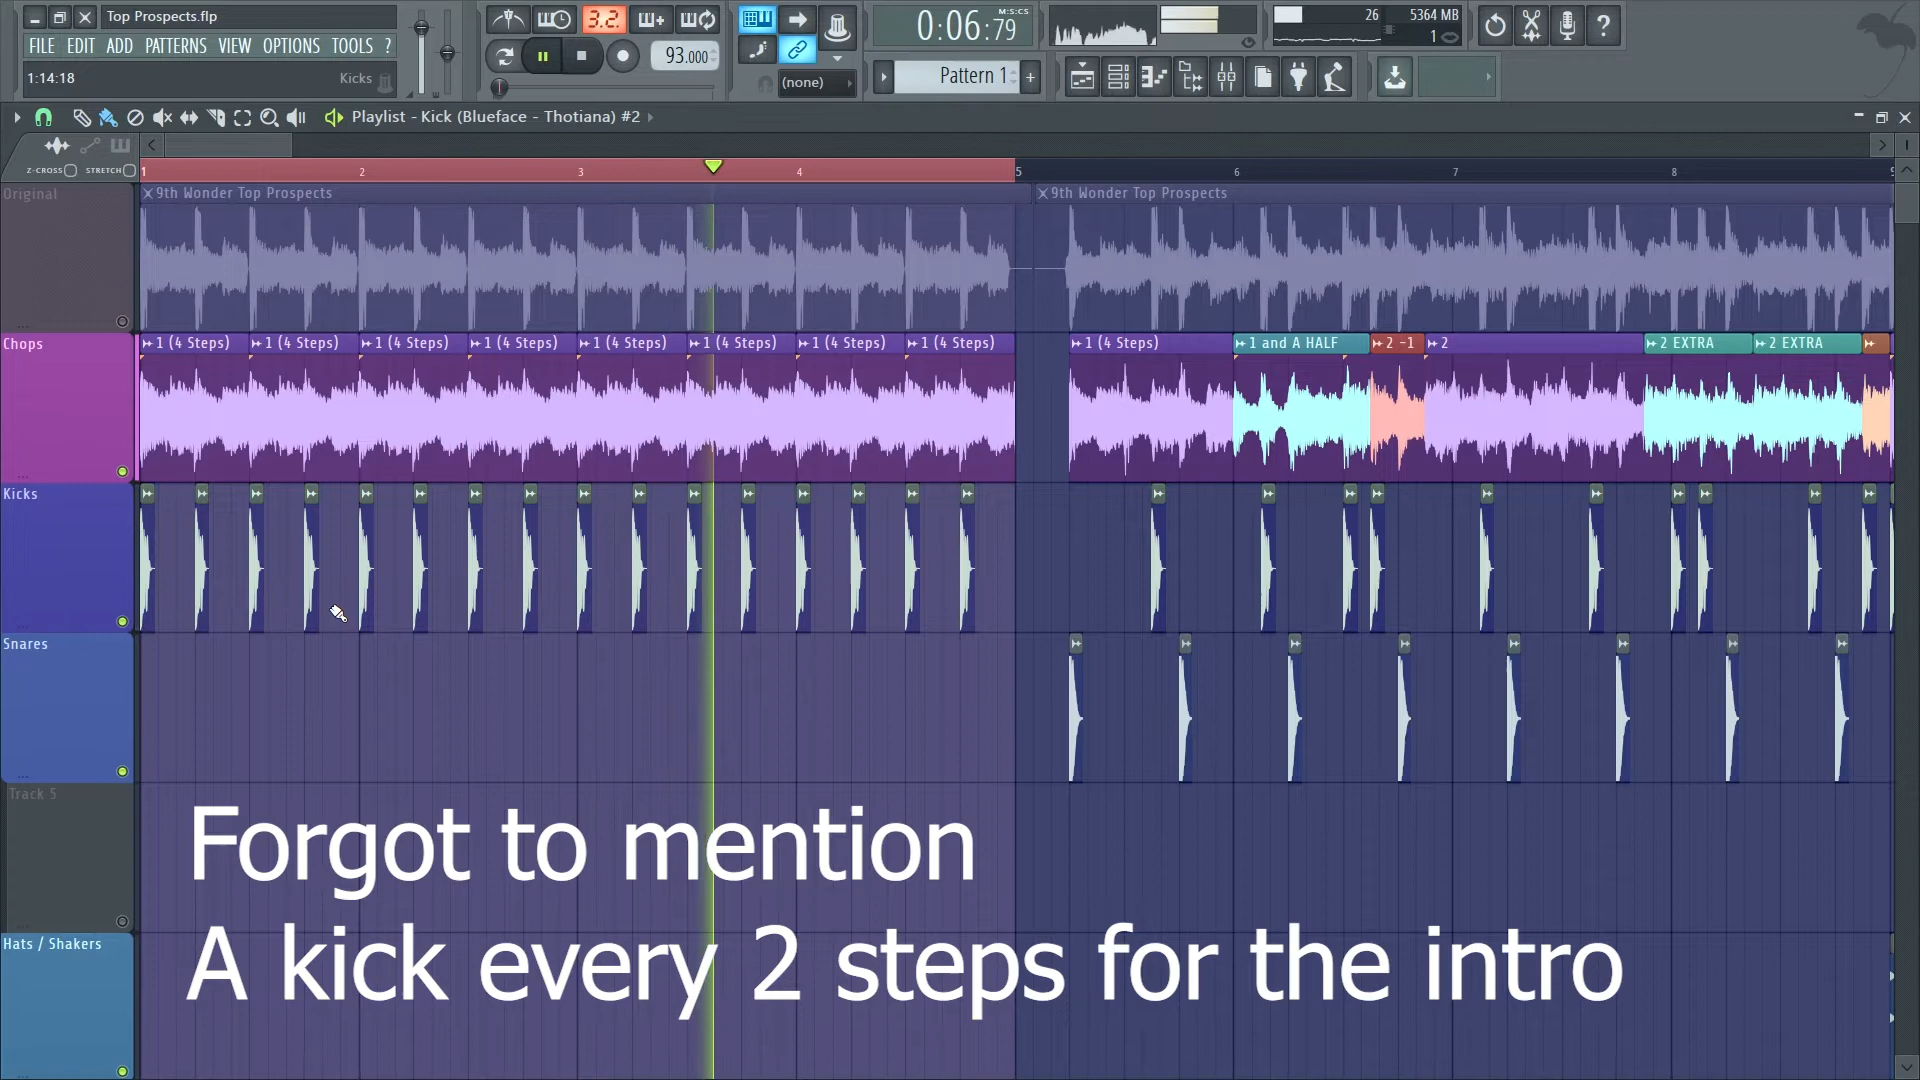 Top Prospects.flp
FILE EDIT ADD PATTERNS VIEW OPTIONS TOOLS ?
1:14:18 Kicks
3.2.
93.000
(none)
0:06:79
M:S:CS
Pattern 1
26
5364 MB
1
Playlist - Kick (Blueface - Thotiana) #2
Z-CROSS STRETCH
1 2 3 4 5 6 7 8 9
Original
9th Wonder Top Prospects
9th Wonder Top Prospects
Chops
1 (4 Steps) 1 (4 Steps) 1 (4 Steps) 1 (4 Steps) 1 (4 Steps) 1 (4 Steps) 1 (4 Steps) 1 (4 Steps)
1 (4 Steps) 1 and A HALF 2 -1 2 2 EXTRA 2 EXTRA
Kicks
Snares
Track 5
Hats / Shakers
Forgot to mention
A kick every 2 steps for the intro